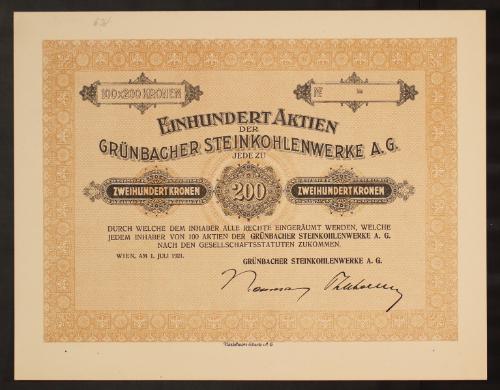 100×200 KRONEN
№
EINHUNDERT AKTIEN
DER
GRÜNBACHER STEINKOHLENWERKE A. G.
JEDE ZU
ZWEIHUNDERT KRONEN 200 ZWEIHUNDERT KRONEN
DURCH WELCHE DEM INHABER ALLE RECHTE EINGERÄUMT WERDEN, WELCHE
JEDEM INHABER VON 100 AKTIEN DER GRÜNBACHER STEINKOHLENWERKE A. G.
NACH DEN GESELLSCHAFTSSTATUTEN ZUKOMMEN.
WIEN, AM 1. JULI 1921.
GRÜNBACHER STEINKOHLENWERKE A. G.